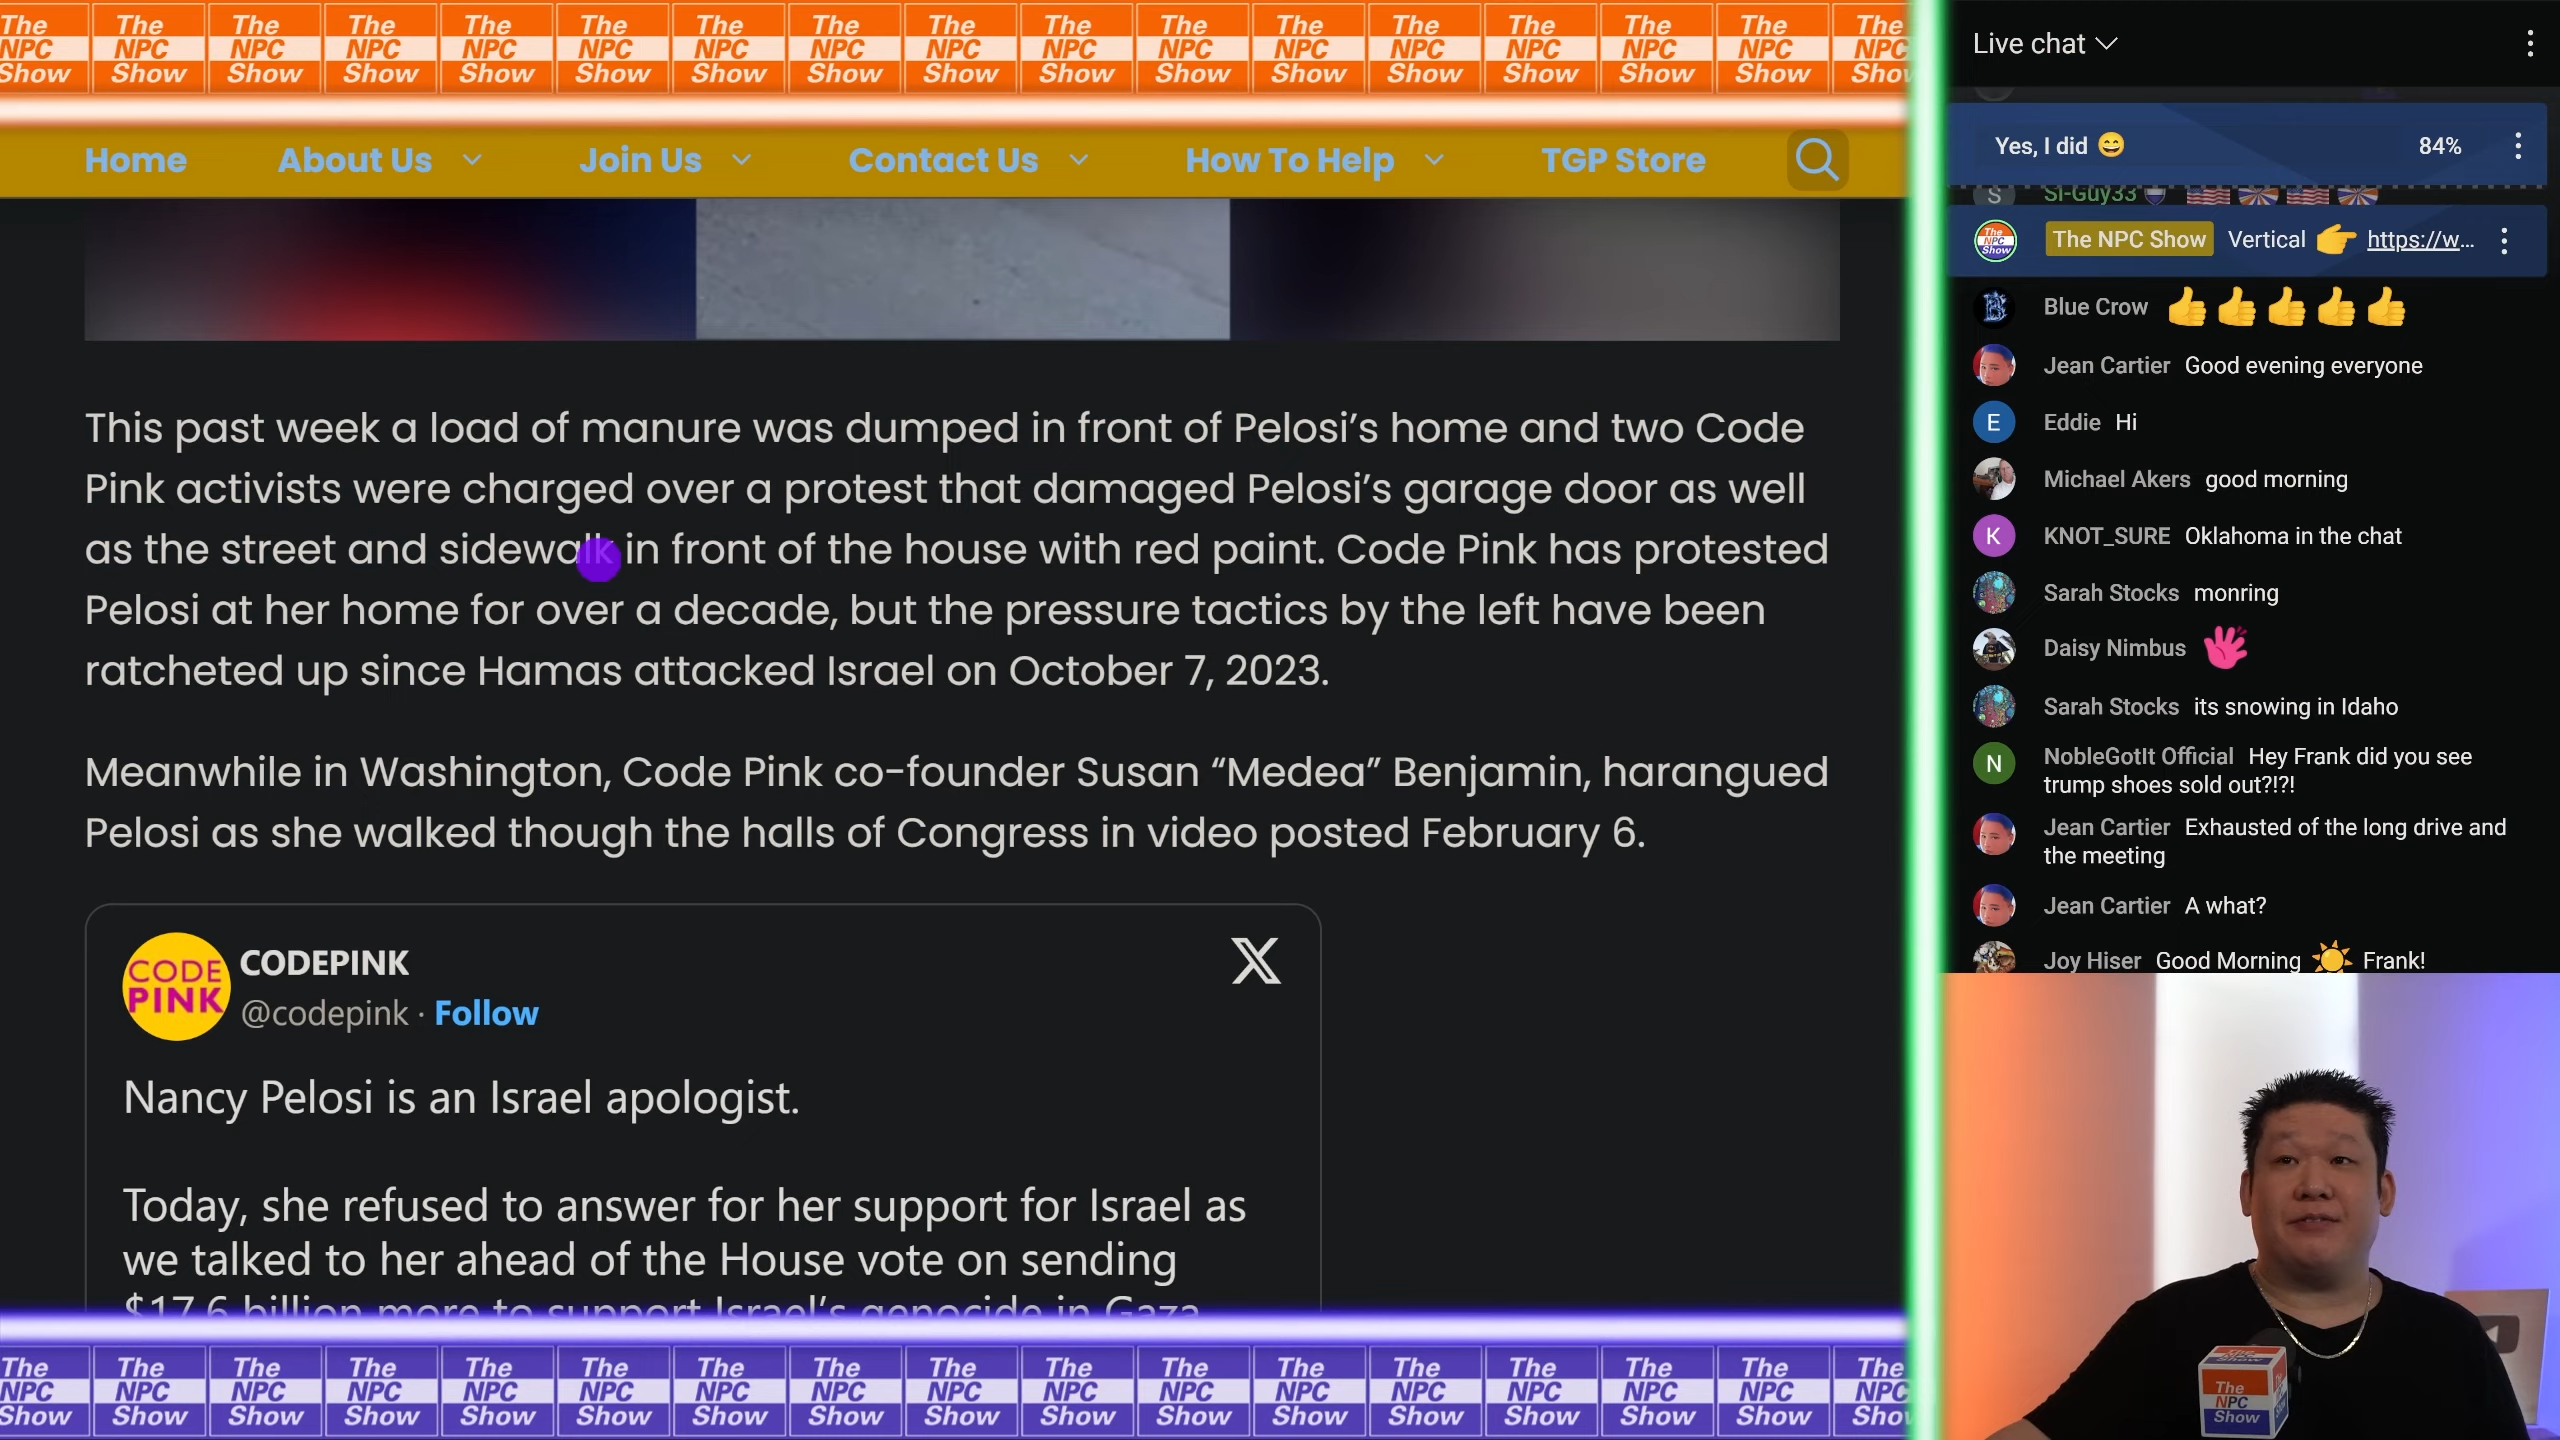 The NPC Show The NPC Show The NPC Show The NPC Show The NPC Show The NPC Show The NPC Show The NPC Show The NPC Show The NPC Show The NPC Show The NPC Show The NPC Show The NPC Show The NPC Show The NPC Show The NPC Sho
Home About Us Join Us Contact Us How To Help TGP Store
This past week a load of manure was dumped in front of Pelosi’s home and two Code
Pink activists were charged over a protest that damaged Pelosi’s garage door as well
as the street and sidewalk in front of the house with red paint. Code Pink has protested
Pelosi at her home for over a decade, but the pressure tactics by the left have been
ratcheted up since Hamas attacked Israel on October 7, 2023.
Meanwhile in Washington, Code Pink co-founder Susan “Medea” Benjamin, harangued
Pelosi as she walked though the halls of Congress in video posted February 6.
CODE
PINK
CODEPINK
@codepink · Follow
Nancy Pelosi is an Israel apologist.
Today, she refused to answer for her support for Israel as
we talked to her ahead of the House vote on sending
$17.6 billion more to support Israel’s genocide in Gaza
The NPC Show The NPC Show The NPC Show The NPC Show The NPC Show The NPC Show The NPC Show The NPC Show The NPC Show The NPC Show The NPC Show The NPC Show The NPC Show The NPC Show The NPC Show The NPC Show The NPC Sho
Live chat
Yes, I did 😄 84%
S SI-Guy33 🇺🇸 🇺🇸
The NPC Show Vertical 👉 https://w...
Blue Crow 👍👍👍👍👍
Jean Cartier Good evening everyone
E Eddie Hi
Michael Akers good morning
K KNOT_SURE Oklahoma in the chat
Sarah Stocks monring
Daisy Nimbus
Sarah Stocks its snowing in Idaho
N NobleGotIt Official Hey Frank did you see
trump shoes sold out?!?!
Jean Cartier Exhausted of the long drive and
the meeting
Jean Cartier A what?
Joy Hiser Good Morning ☀️ Frank!
The
NPC
Show